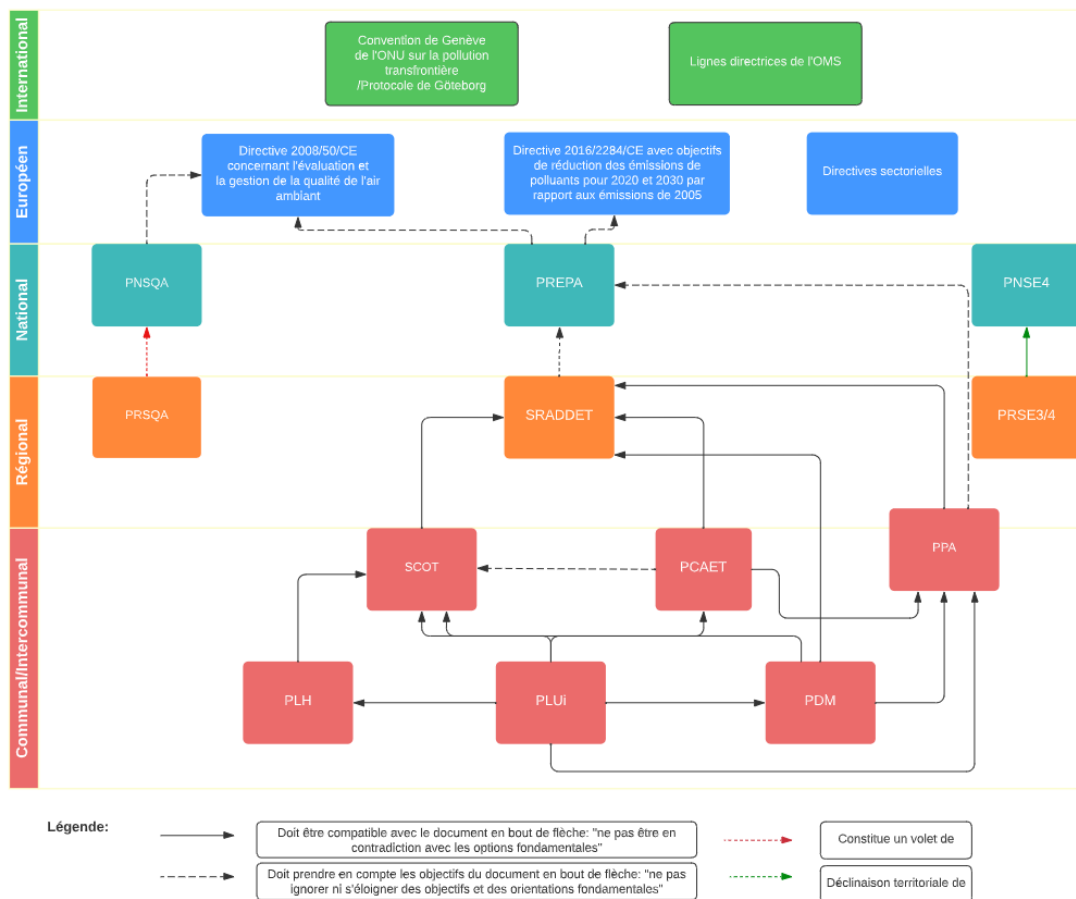 International
Convention de Genève
de l'ONU sur la pollution
transfrontière
/Protocole de Göteborg
Lignes directrices de l'OMS
Européen
Directive 2008/50/CE
concernant l'évaluation et
la gestion de la qualité de l'air
ambiant
Directive 2016/2284/CE avec objectifs
de réduction des émissions de
polluants pour 2020 et 2030 par
rapport aux émissions de 2005
Directives sectorielles
National
PNSQA
PREPA
PNSE4
Régional
PRSQA
SRADDET
PRSE3/4
Communal/Intercommunal
SCOT
PCAET
PPA
PLH
PLUi
PDM
Légende:
Doit être compatible avec le document en bout de flèche: "ne pas être en
contradiction avec les options fondamentales"
Constitue un volet de
Doit prendre en compte les objectifs du document en bout de flèche: "ne pas
ignorer ni s'éloigner des objectifs et des orientations fondamentales"
Déclinaison territoriale de